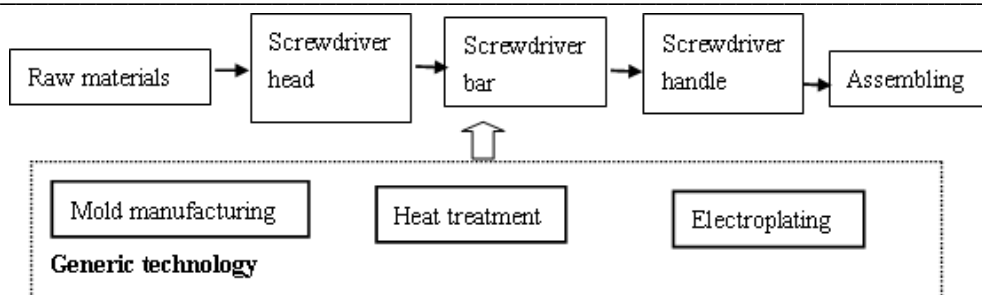 Raw materials
Screwdriver
head
Screwdriver
bar
Screwdriver
handle
Assembling
Mold manufacturing
Heat treatment
Electroplating
Generic technology